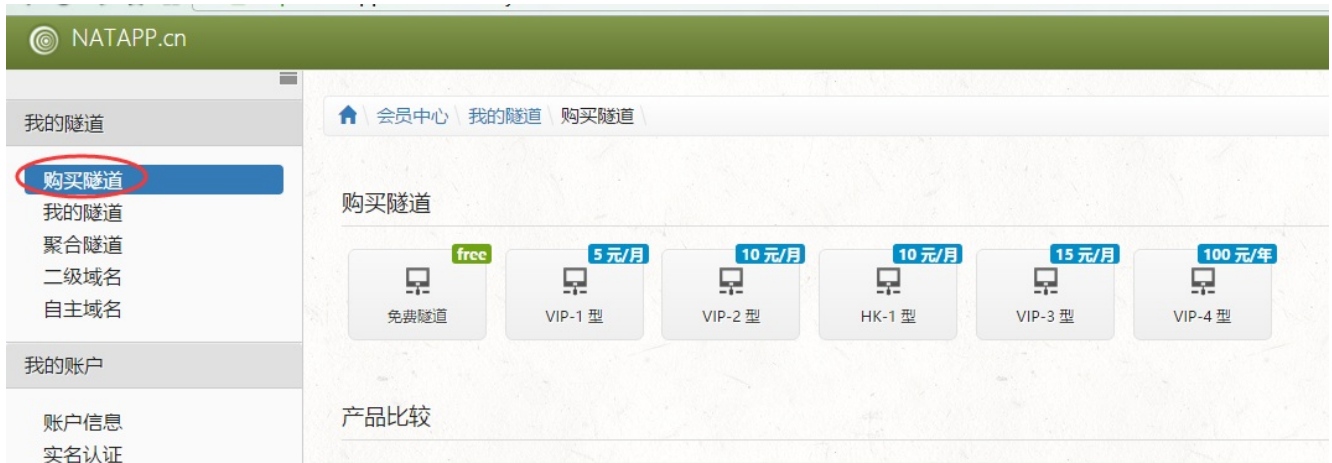 NATAPP.cn
我的隧道
购买隧道
我的隧道
聚合隧道
二级域名
自主域名
我的账户
账户信息
实名认证
会员中心 \ 我的隧道 \ 购买隧道 \
购买隧道
free
免费隧道
5 元/月
VIP-1 型
10 元/月
VIP-2 型
10 元/月
HK-1 型
15 元/月
VIP-3 型
100 元/年
VIP-4 型
产品比较